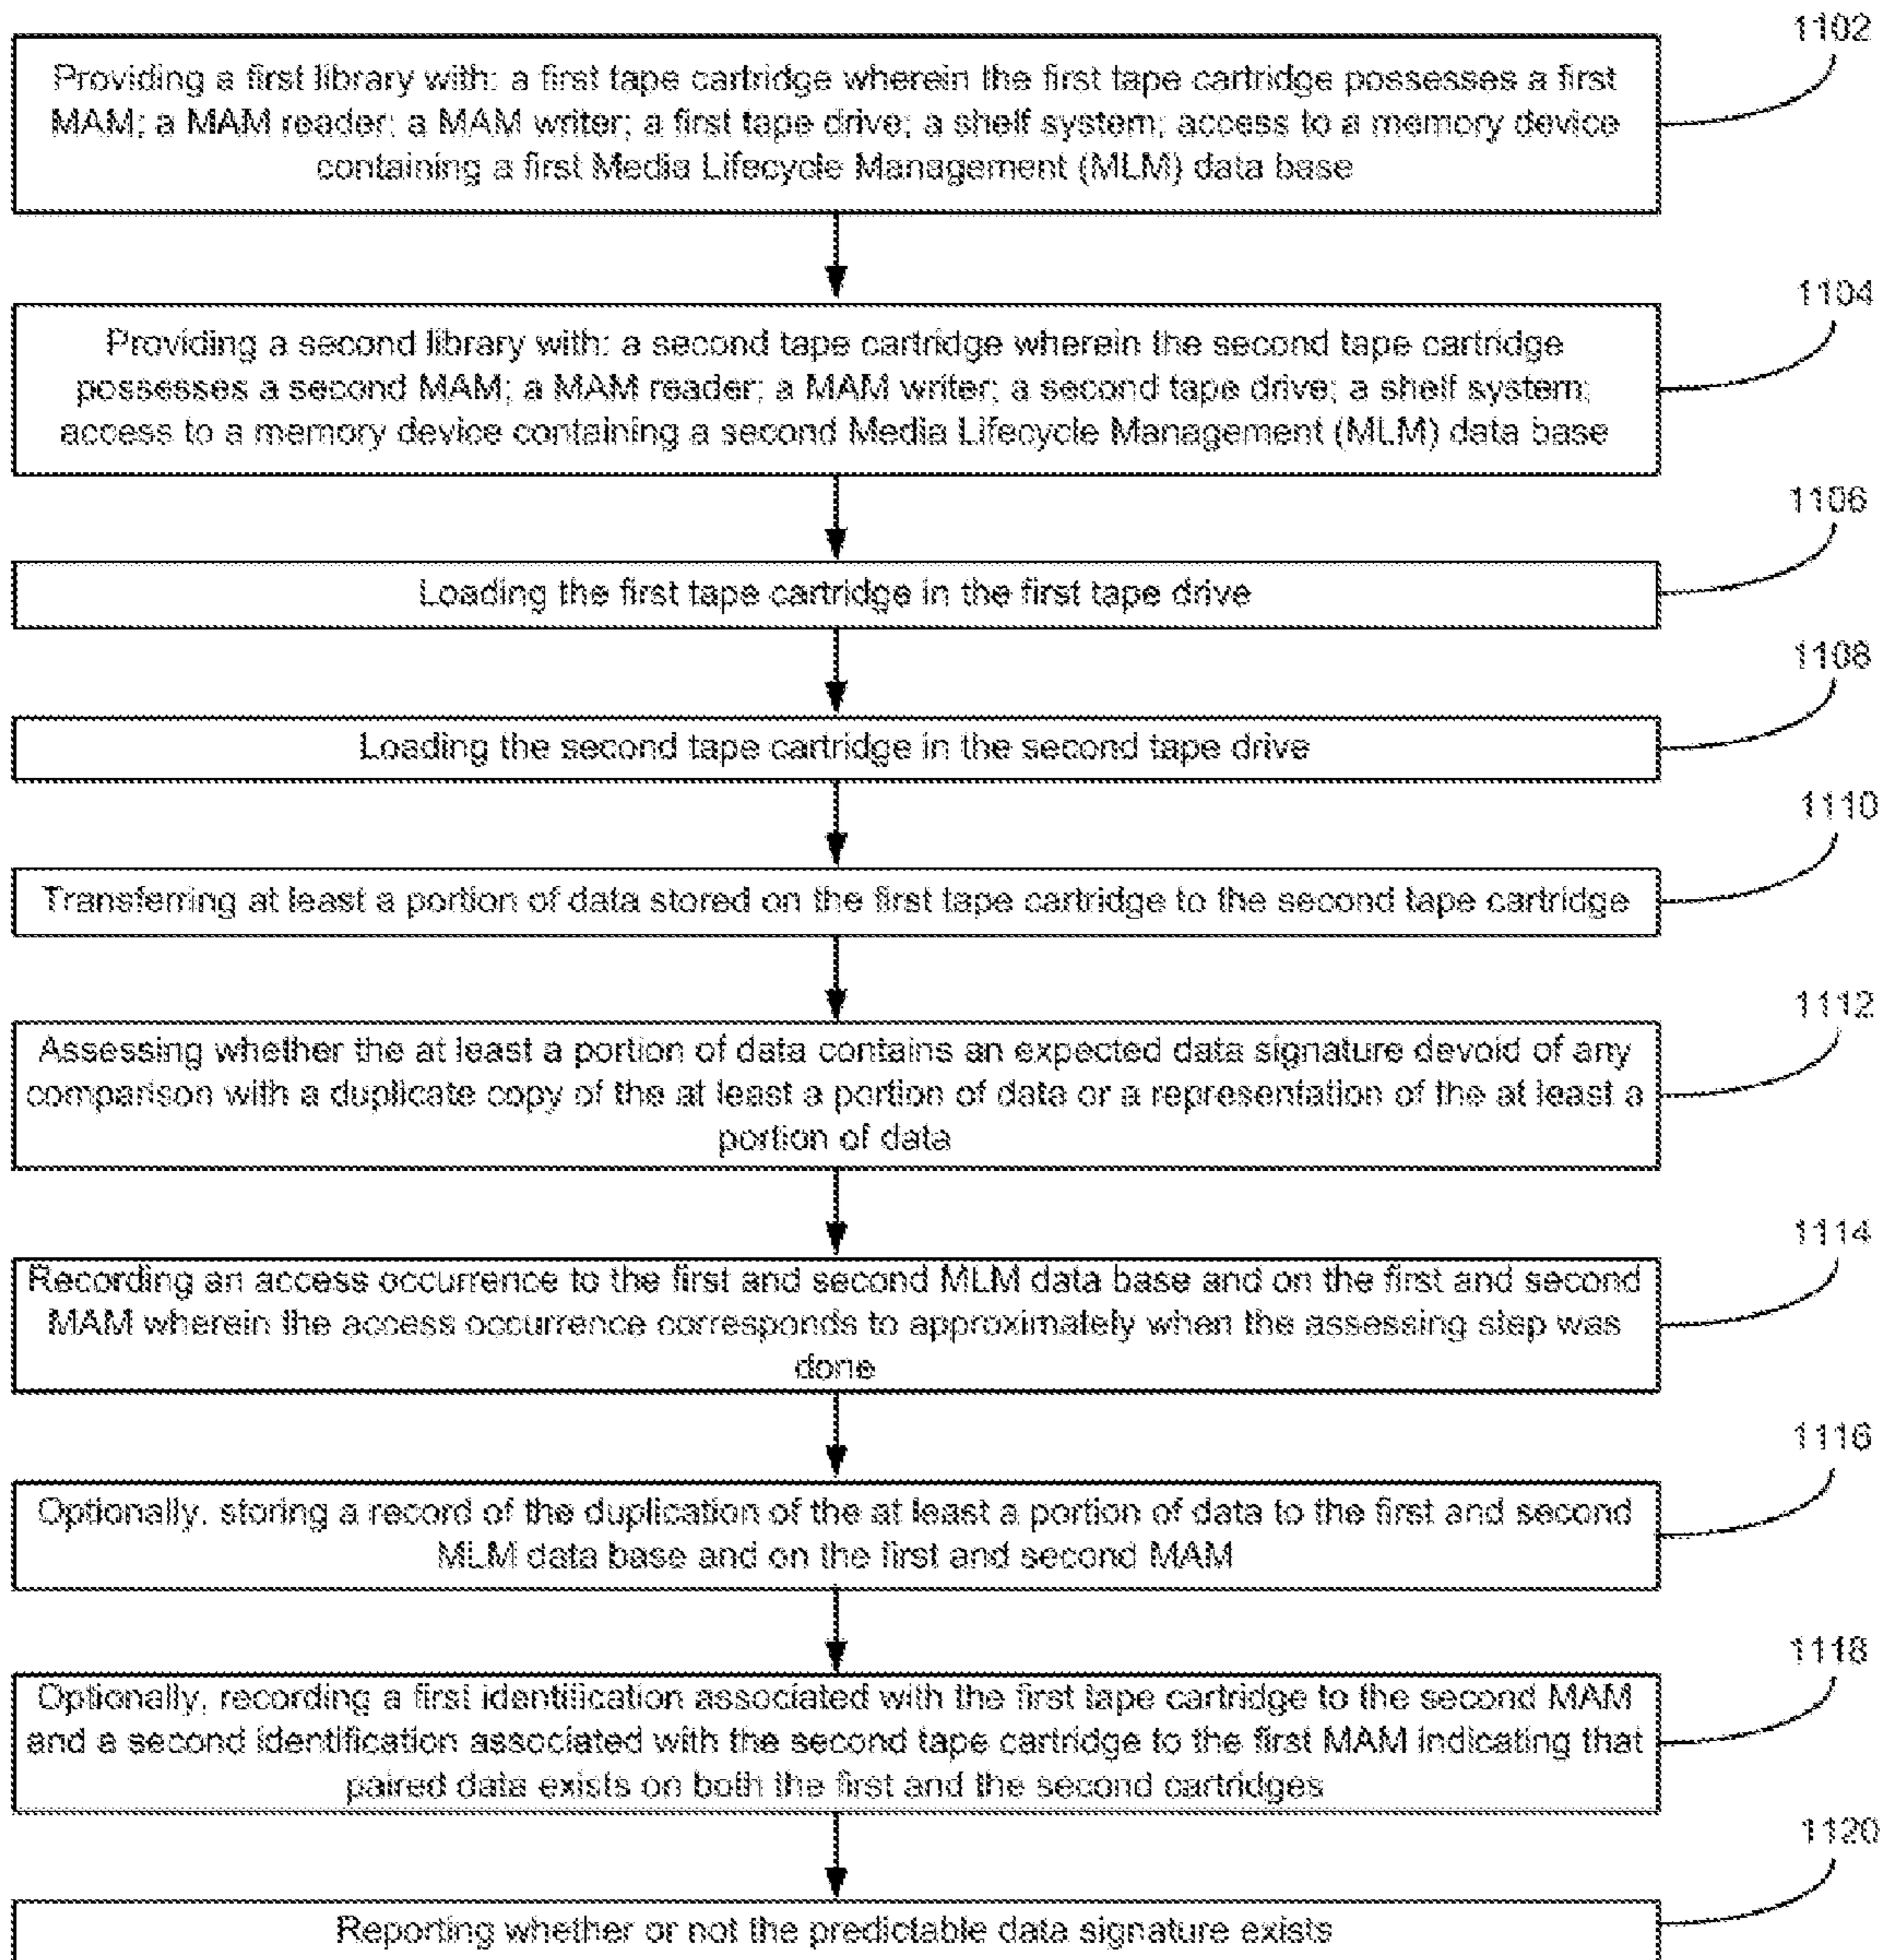 1102
Providing a first library with: a first tape cartridge wherein the first tape cartridge possesses a first
MAM; a MAM reader; a MAM writer; a first tape drive; a shelf system; access to a memory device
containing a first Media Lifecycle Management (MLM) data base
1104
Providing a second library with: a second tape cartridge wherein the second tape cartridge
possesses a second MAM; a MAM reader; a MAM writer; a second tape drive; a shelf system;
access to a memory device containing a second Media Lifecycle Management (MLM) data base
1106
Loading the first tape cartridge in the first tape drive
1108
Loading the second tape cartridge in the second tape drive
1110
Transferring at least a portion of data stored on the first tape cartridge to the second tape cartridge
1112
Assessing whether the at least a portion of data contains an expected data signature devoid of any
comparison with a duplicate copy of the at least a portion of data or a representation of the at least a
portion of data
1114
Recording an access occurrence to the first and second MLM data base and on the first and second
MAM wherein the access occurrence corresponds to approximately when the assessing step was
done
1116
Optionally, storing a record of the duplication of the at least a portion of data to the first and second
MLM data base and on the first and second MAM
1118
Optionally, recording a first identification associated with the first tape cartridge to the second MAM
and a second identification associated with the second tape cartridge to the first MAM indicating that
paired data exists on both the first and the second cartridges
1120
Reporting whether or not the predictable data signature exists